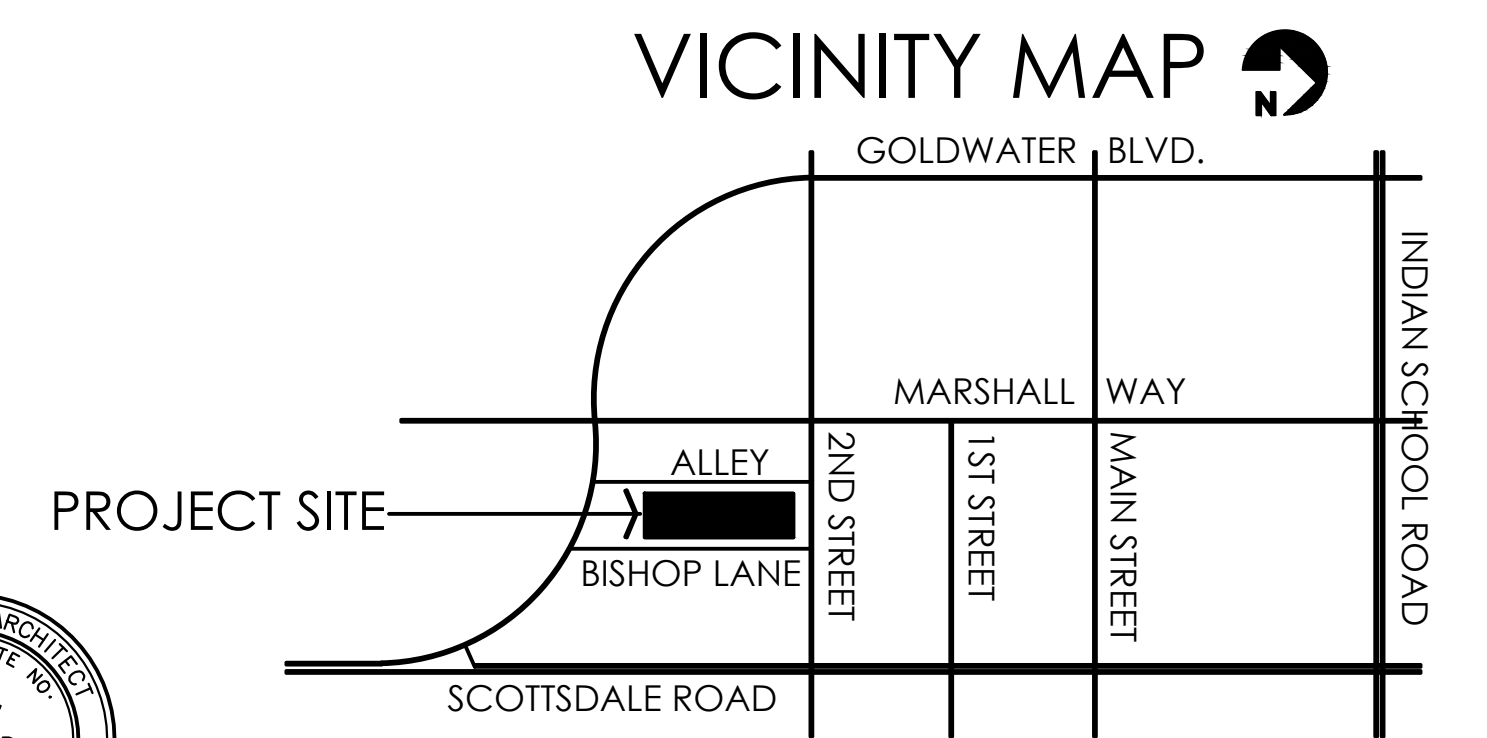 VICINITY MAP
N
GOLDWATER BLVD.
INDIAN SCHOOL ROAD
MARSHALL WAY
2ND STREET
1ST STREET
MAIN STREET
ALLEY
PROJECT SITE
BISHOP LANE
SCOTTSDALE ROAD
ARCHITECT
NO.